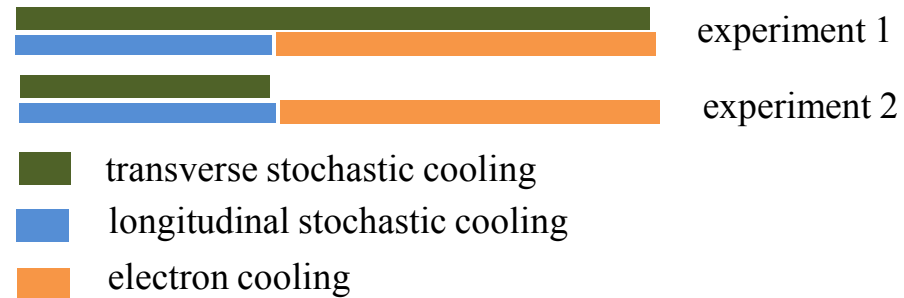 experiment 1
experiment 2
transverse stochastic cooling
longitudinal stochastic cooling
electron cooling